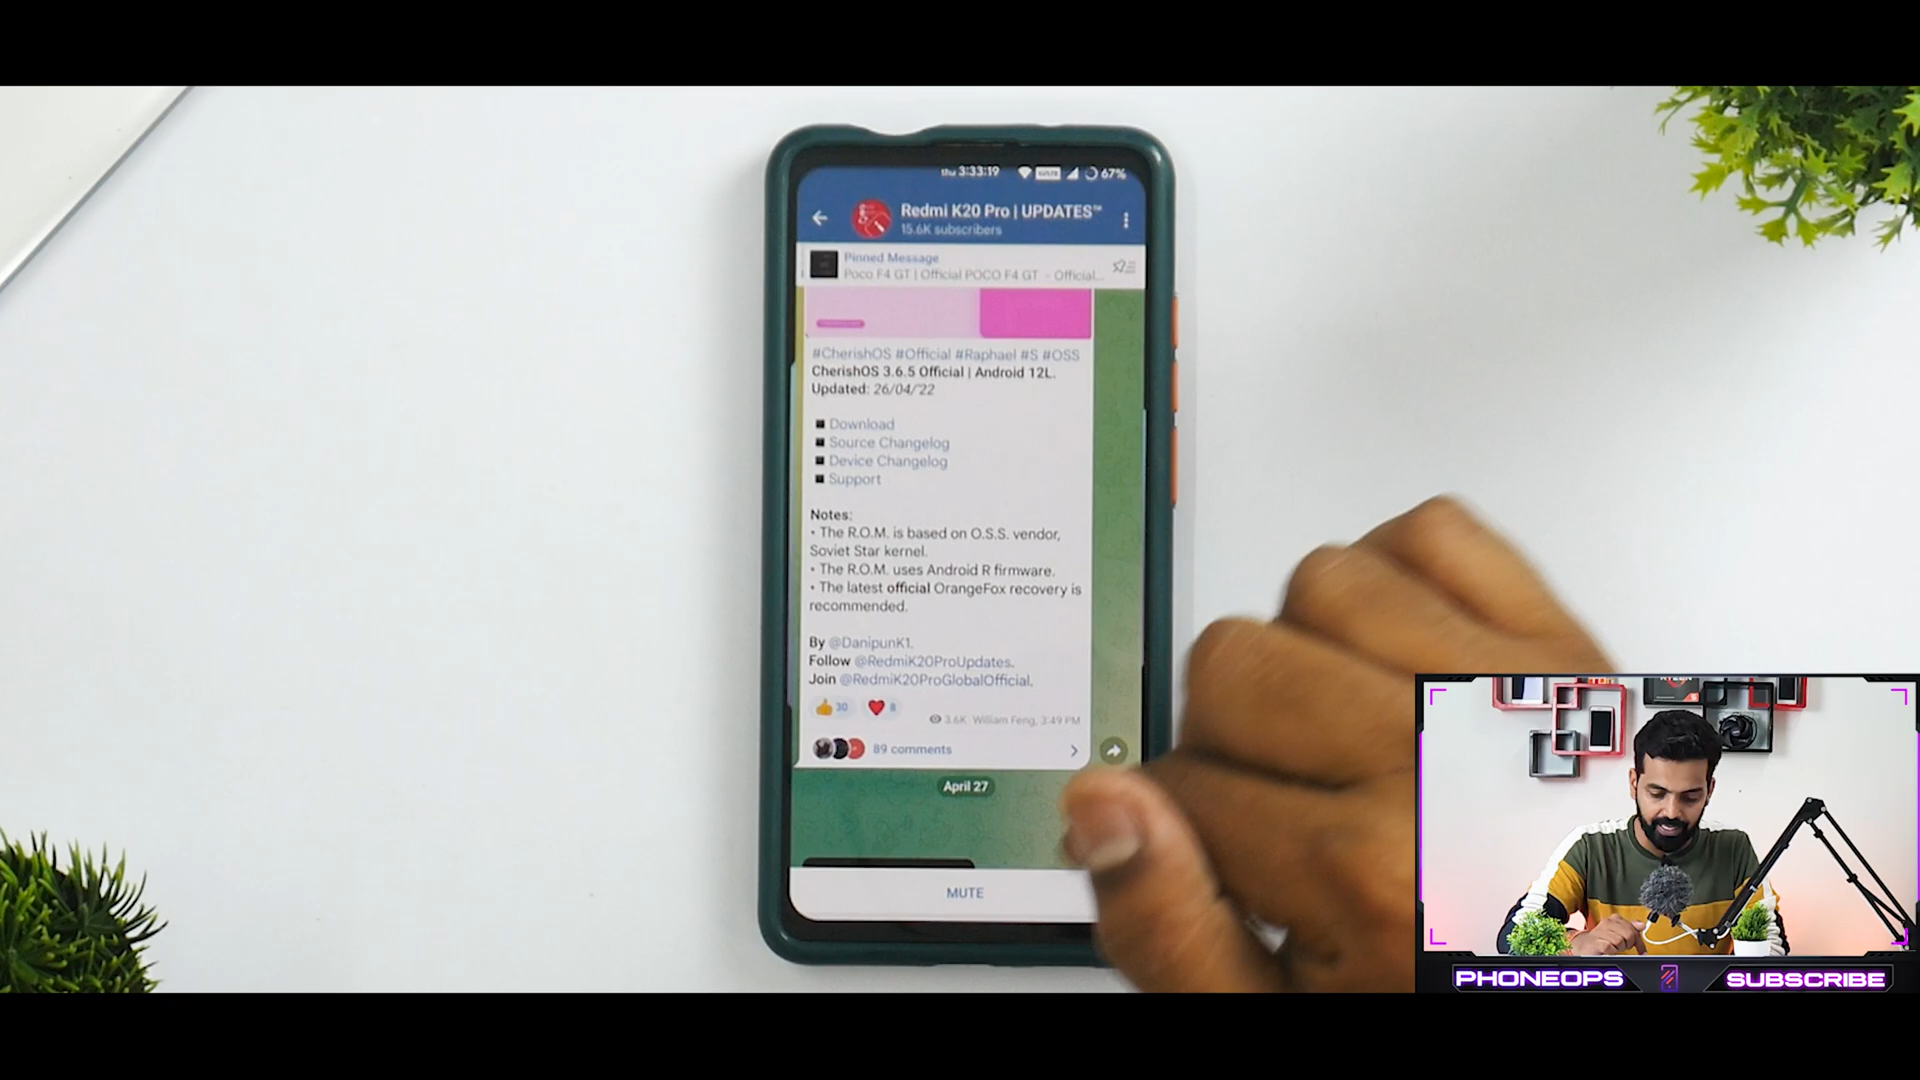 thu 3:33:19
67%
Redmi K20 Pro | UPDATES™
15.6K subscribers
Pinned Message
Poco F4 GT | Official POCO F4 GT - Official...
#CherishOS #Official #Raphael #S #OSS
CherishOS 3.6.5 Official | Android 12L.
Updated: 26/04/'22
Download
Source Changelog
Device Changelog
Support
Notes:
• The R.O.M. is based on O.S.S. vendor,
Soviet Star kernel.
• The R.O.M. uses Android R firmware.
• The latest official OrangeFox recovery is
recommended.
By @DanipunK1.
Follow @RedmiK20ProUpdates.
Join @RedmiK20ProGlobalOfficial.
30
8
3.6K William Feng, 3:49 PM
89 comments
April 27
MUTE
PHONEOPS
SUBSCRIBE